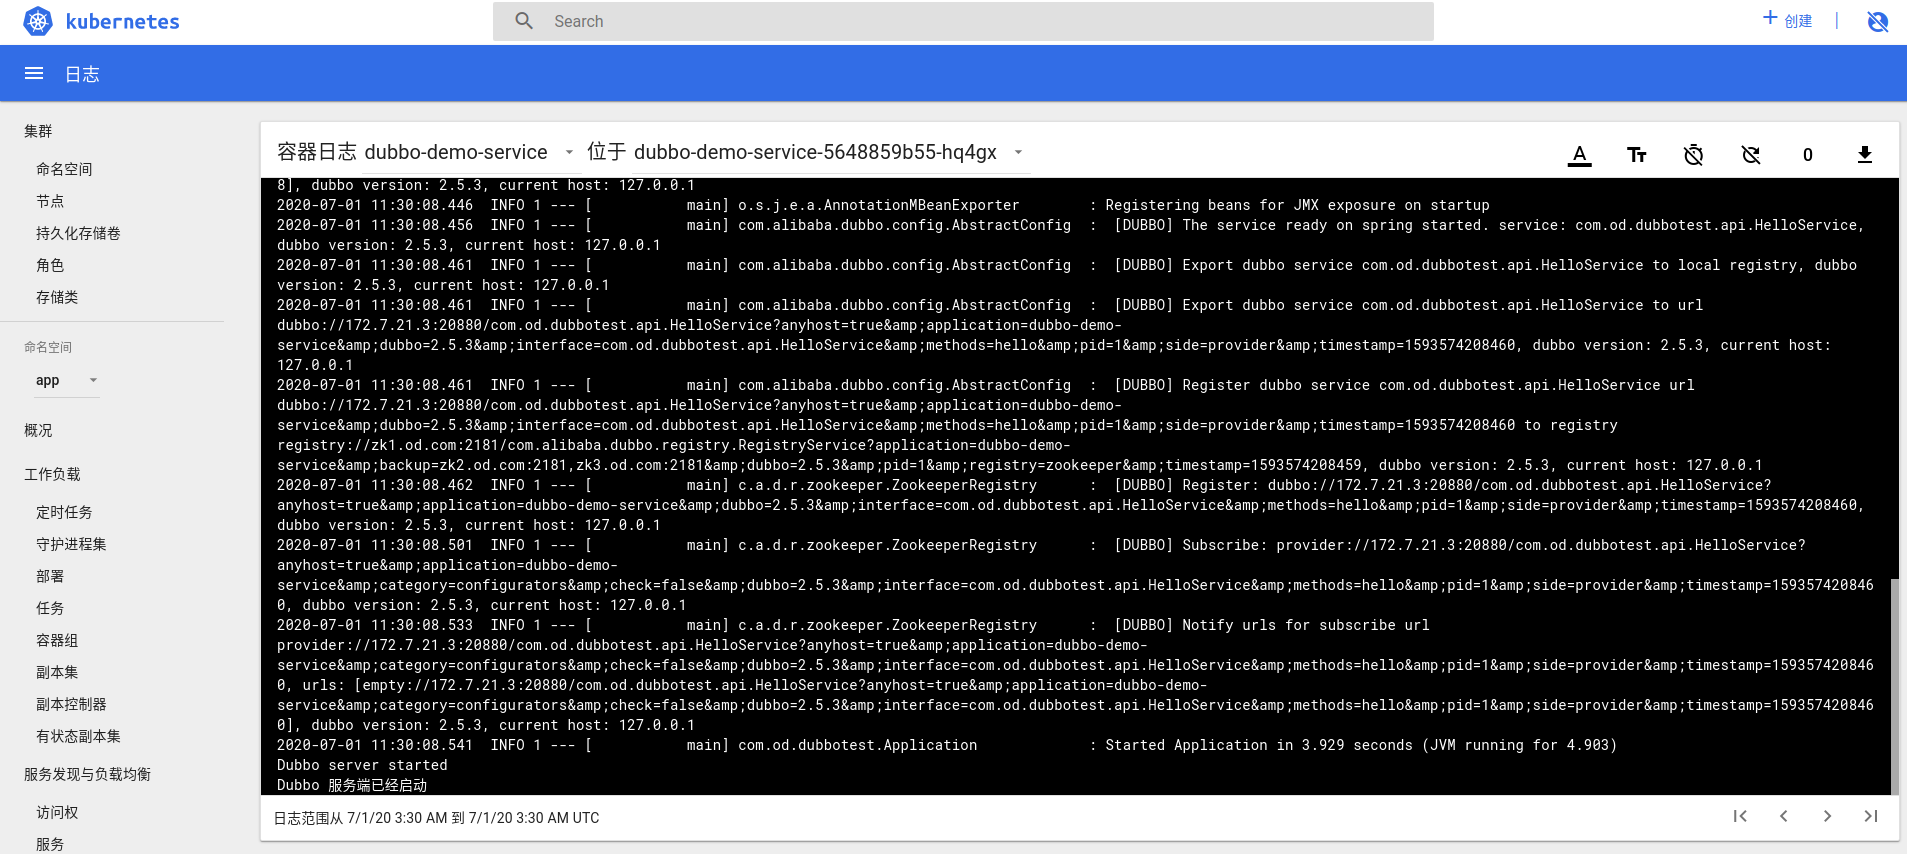 kubernetes
Search
+ 创建
日志
集群
命名空间
节点
持久化存储卷
角色
存储类
命名空间
app
概况
工作负载
定时任务
守护进程集
部署
任务
容器组
副本集
副本控制器
有状态副本集
服务发现与负载均衡
访问权
服务
容器日志 dubbo-demo-service 位于 dubbo-demo-service-5648859b55-hq4gx
A Tт 0
8], dubbo version: 2.5.3, current host: 127.0.0.1
2020-07-01 11:30:08.446  INFO 1 --- [           main] o.s.j.e.a.AnnotationMBeanExporter        : Registering beans for JMX exposure on startup
2020-07-01 11:30:08.456  INFO 1 --- [           main] com.alibaba.dubbo.config.AbstractConfig  :  [DUBBO] The service ready on spring started. service: com.od.dubbotest.api.HelloService,
dubbo version: 2.5.3, current host: 127.0.0.1
2020-07-01 11:30:08.461  INFO 1 --- [           main] com.alibaba.dubbo.config.AbstractConfig  :  [DUBBO] Export dubbo service com.od.dubbotest.api.HelloService to local registry, dubbo
version: 2.5.3, current host: 127.0.0.1
2020-07-01 11:30:08.461  INFO 1 --- [           main] com.alibaba.dubbo.config.AbstractConfig  :  [DUBBO] Export dubbo service com.od.dubbotest.api.HelloService to url
dubbo://172.7.21.3:20880/com.od.dubbotest.api.HelloService?anyhost=true&amp;application=dubbo-demo-
service&amp;dubbo=2.5.3&amp;interface=com.od.dubbotest.api.HelloService&amp;methods=hello&amp;pid=1&amp;side=provider&amp;timestamp=1593574208460, dubbo version: 2.5.3, current host:
127.0.0.1
2020-07-01 11:30:08.461  INFO 1 --- [           main] com.alibaba.dubbo.config.AbstractConfig  :  [DUBBO] Register dubbo service com.od.dubbotest.api.HelloService url
dubbo://172.7.21.3:20880/com.od.dubbotest.api.HelloService?anyhost=true&amp;application=dubbo-demo-
service&amp;dubbo=2.5.3&amp;interface=com.od.dubbotest.api.HelloService&amp;methods=hello&amp;pid=1&amp;side=provider&amp;timestamp=1593574208460 to registry
registry://zk1.od.com:2181/com.alibaba.dubbo.registry.RegistryService?application=dubbo-demo-
service&amp;backup=zk2.od.com:2181,zk3.od.com:2181&amp;dubbo=2.5.3&amp;pid=1&amp;registry=zookeeper&amp;timestamp=1593574208459, dubbo version: 2.5.3, current host: 127.0.0.1
2020-07-01 11:30:08.462  INFO 1 --- [           main] c.a.d.r.zookeeper.ZookeeperRegistry      :  [DUBBO] Register: dubbo://172.7.21.3:20880/com.od.dubbotest.api.HelloService?
anyhost=true&amp;application=dubbo-demo-service&amp;dubbo=2.5.3&amp;interface=com.od.dubbotest.api.HelloService&amp;methods=hello&amp;pid=1&amp;side=provider&amp;timestamp=1593574208460,
dubbo version: 2.5.3, current host: 127.0.0.1
2020-07-01 11:30:08.501  INFO 1 --- [           main] c.a.d.r.zookeeper.ZookeeperRegistry      :  [DUBBO] Subscribe: provider://172.7.21.3:20880/com.od.dubbotest.api.HelloService?
anyhost=true&amp;application=dubbo-demo-
service&amp;category=configurators&amp;check=false&amp;dubbo=2.5.3&amp;interface=com.od.dubbotest.api.HelloService&amp;methods=hello&amp;pid=1&amp;side=provider&amp;timestamp=159357420846
0, dubbo version: 2.5.3, current host: 127.0.0.1
2020-07-01 11:30:08.533  INFO 1 --- [           main] c.a.d.r.zookeeper.ZookeeperRegistry      :  [DUBBO] Notify urls for subscribe url
provider://172.7.21.3:20880/com.od.dubbotest.api.HelloService?anyhost=true&amp;application=dubbo-demo-
service&amp;category=configurators&amp;check=false&amp;dubbo=2.5.3&amp;interface=com.od.dubbotest.api.HelloService&amp;methods=hello&amp;pid=1&amp;side=provider&amp;timestamp=159357420846
0, urls: [empty://172.7.21.3:20880/com.od.dubbotest.api.HelloService?anyhost=true&amp;application=dubbo-demo-
service&amp;category=configurators&amp;check=false&amp;dubbo=2.5.3&amp;interface=com.od.dubbotest.api.HelloService&amp;methods=hello&amp;pid=1&amp;side=provider&amp;timestamp=159357420846
0], dubbo version: 2.5.3, current host: 127.0.0.1
2020-07-01 11:30:08.541  INFO 1 --- [           main] com.od.dubbotest.Application             : Started Application in 3.929 seconds (JVM running for 4.903)
Dubbo server started
Dubbo 服务端已经启动
日志范围从 7/1/20 3:30 AM 到 7/1/20 3:30 AM UTC